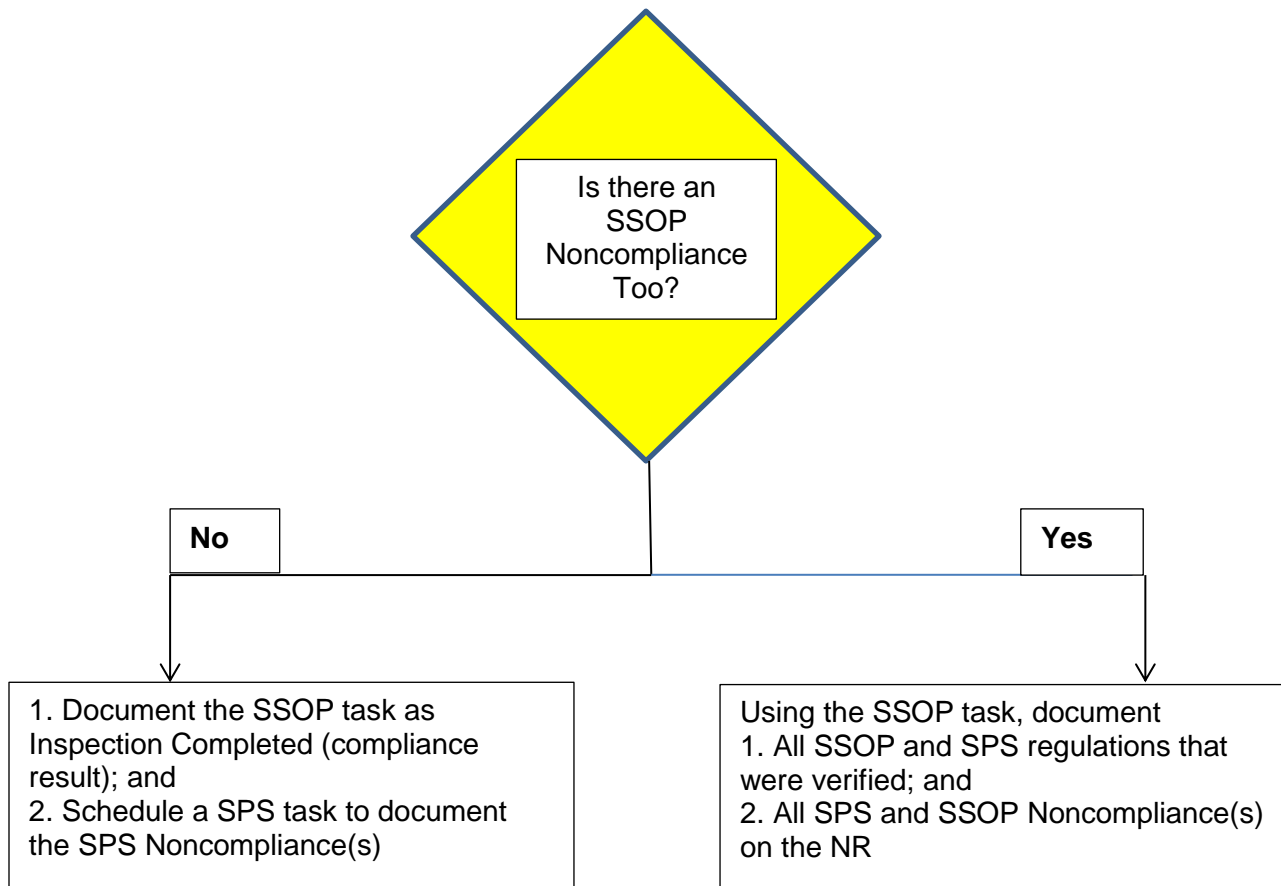 Is there an
SSOP
Noncompliance
Too?
No
Yes
1. Document the SSOP task as
Inspection Completed (compliance
result); and
2. Schedule a SPS task to document
the SPS Noncompliance(s)
Using the SSOP task, document
1. All SSOP and SPS regulations that
were verified; and
2. All SPS and SSOP Noncompliance(s)
on the NR